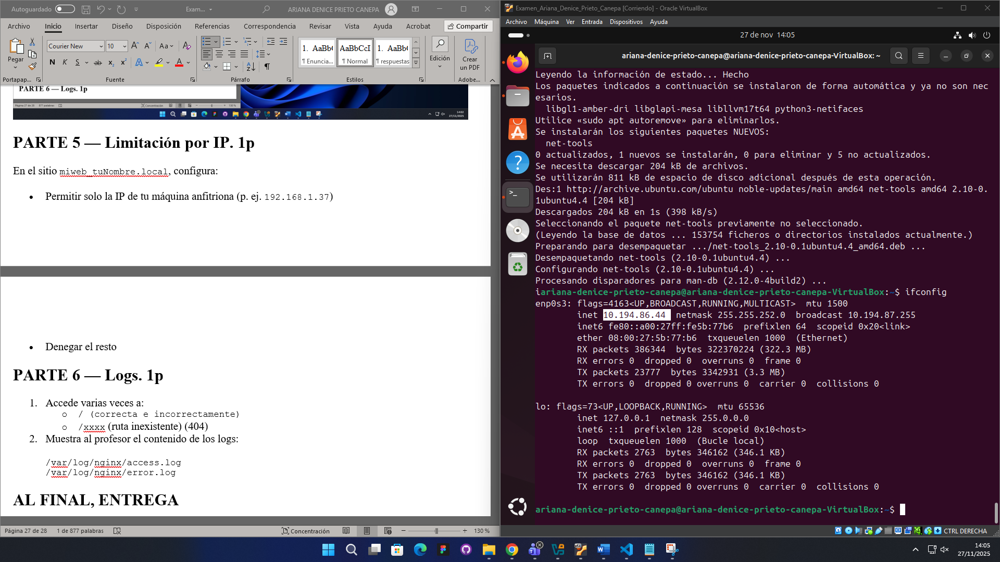 Autoguardado
Exam...
ARIANA DENICE PRIETO CANEPA
Archivo Inicio Insertar Diseño Disposición Referencias Correspondencia Revisar Vista Ayuda Acrobat Compartir
Pegar
Courier New 10
N K S ab x₂ x²
Portapap... Fuente Párrafo Estilos Adobe...
1. AaBb( AaBbCcI 1. AaBb(
¶ Enuncia... ¶ Normal ¶ respuestas
Edición
Crear un PDF
PARTE 6 — Logs. 1p
Página 27 de 28 877 palabras Concentración 130 %
14:02
27/11/2025
PARTE 5 — Limitación por IP. 1p
En el sitio miweb_tuNombre.local, configura:
• Permitir solo la IP de tu máquina anfitriona (p. ej. 192.168.1.37)
• Denegar el resto
PARTE 6 — Logs. 1p
1. Accede varias veces a:
o / (correcta e incorrectamente)
o /xxxx (ruta inexistente) (404)
2. Muestra al profesor el contenido de los logs:
/var/log/nginx/access.log
/var/log/nginx/error.log
AL FINAL, ENTREGA
Página 27 de 28 1 de 877 palabras Concentración 130 %
Examen_Ariana_Denice_Prieto_Canepa [Corriendo] - Oracle VirtualBox
Archivo Máquina Ver Entrada Dispositivos Ayuda
27 de nov 14:05
ariana-denice-prieto-canepa@ariana-denice-prieto-canepa-VirtualBox: ~
Leyendo la información de estado... Hecho
Los paquetes indicados a continuación se instalaron de forma automática y ya no son nec
esarios.
libgl1-amber-dri libglapi-mesa libllvm17t64 python3-netifaces
Utilice «sudo apt autoremove» para eliminarlos.
Se instalarán los siguientes paquetes NUEVOS:
net-tools
0 actualizados, 1 nuevos se instalarán, 0 para eliminar y 5 no actualizados.
Se necesita descargar 204 kB de archivos.
Se utilizarán 811 kB de espacio de disco adicional después de esta operación.
Des:1 http://archive.ubuntu.com/ubuntu noble-updates/main amd64 net-tools amd64 2.10-0.
1ubuntu4.4 [204 kB]
Descargados 204 kB en 1s (398 kB/s)
Seleccionando el paquete net-tools previamente no seleccionado.
(Leyendo la base de datos ... 153754 ficheros o directorios instalados actualmente.)
Preparando para desempaquetar .../net-tools_2.10-0.1ubuntu4.4_amd64.deb ...
Desempaquetando net-tools (2.10-0.1ubuntu4.4) ...
Configurando net-tools (2.10-0.1ubuntu4.4) ...
Procesando disparadores para man-db (2.12.0-4build2) ...
iariana-denice-prieto-canepa@ariana-denice-prieto-canepa-VirtualBox:~$ ifconfig
enp0s3: flags=4163<UP,BROADCAST,RUNNING,MULTICAST> mtu 1500
inet 10.194.86.44 netmask 255.255.252.0 broadcast 10.194.87.255
inet6 fe80::a00:27ff:fe5b:77b6 prefixlen 64 scopeid 0x20<link>
ether 08:00:27:5b:77:b6 txqueuelen 1000 (Ethernet)
RX packets 386344 bytes 322370224 (322.3 MB)
RX errors 0 dropped 0 overruns 0 frame 0
TX packets 23777 bytes 3342931 (3.3 MB)
TX errors 0 dropped 0 overruns 0 carrier 0 collisions 0
lo: flags=73<UP,LOOPBACK,RUNNING> mtu 65536
inet 127.0.0.1 netmask 255.0.0.0
inet6 ::1 prefixlen 128 scopeid 0x10<host>
loop txqueuelen 1000 (Bucle local)
RX packets 2763 bytes 346162 (346.1 KB)
RX errors 0 dropped 0 overruns 0 frame 0
TX packets 2763 bytes 346162 (346.1 KB)
TX errors 0 dropped 0 overruns 0 carrier 0 collisions 0
ariana-denice-prieto-canepa@ariana-denice-prieto-canepa-VirtualBox:~$
CTRL DERECHA
14:05
27/11/2025